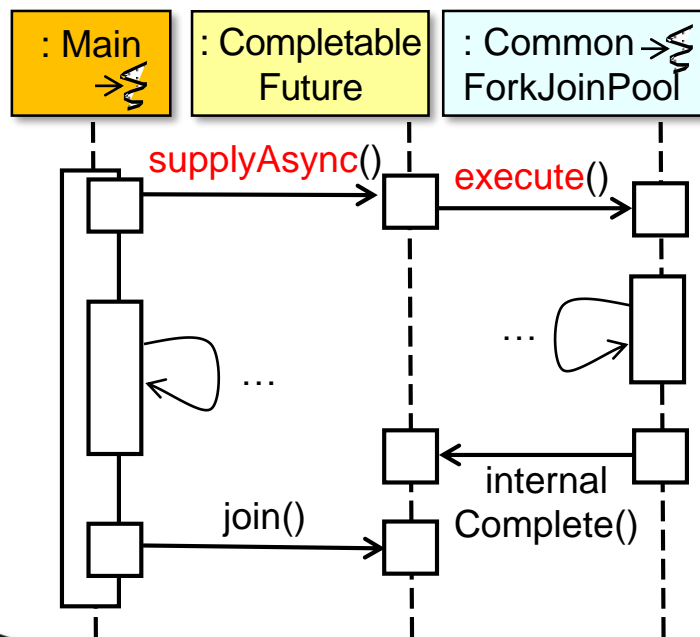 : Main
: Completable
Future
: Common
ForkJoinPool
supplyAsync()
execute()
...
...
internal
Complete()
join()